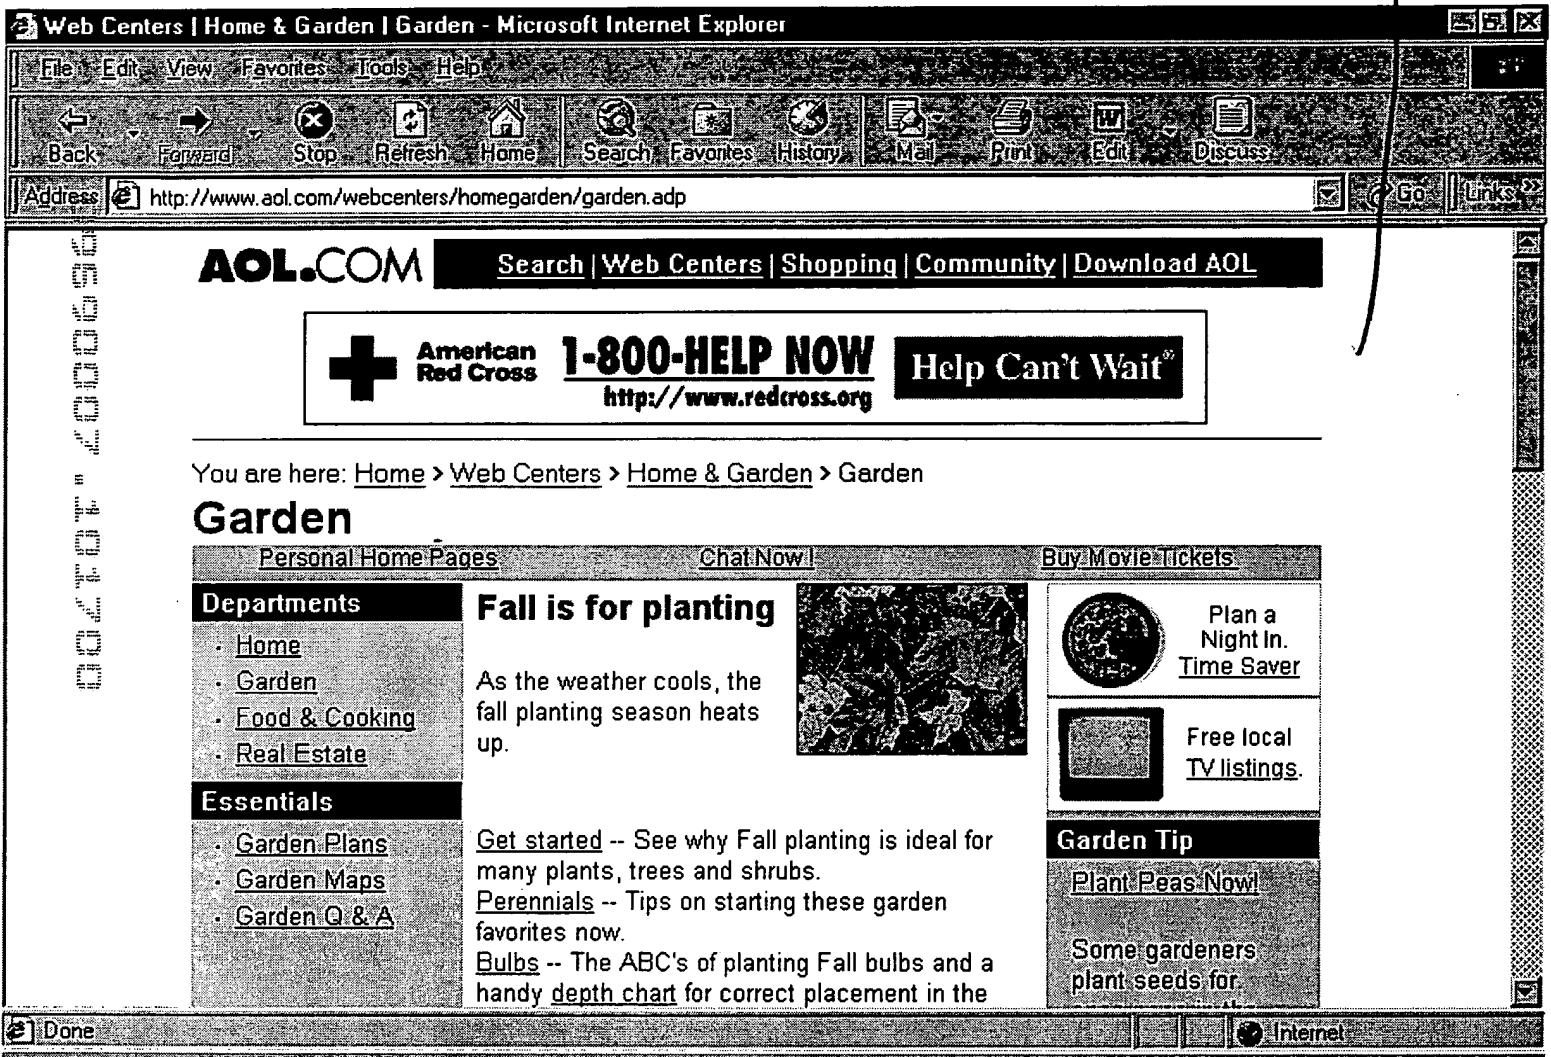 Web Centers | Home & Garden | Garden - Microsoft Internet Explorer
File Edit View Favorites Tools Help
Back Forward Stop Refresh Home Search Favorites History Mail Print Edit Discuss
Address http://www.aol.com/webcenters/homegarden/garden.adp Go Links »
AOL.COM Search | Web Centers | Shopping | Community | Download AOL
American Red Cross 1-800-HELP NOW Help Can't Wait®
http://www.redcross.org
You are here: Home > Web Centers > Home & Garden > Garden
Garden
Personal Home Pages Chat Now! Buy Movie Tickets
Departments
· Home
· Garden
· Food & Cooking
· Real Estate
Essentials
· Garden Plans
· Garden Maps
· Garden Q & A
Fall is for planting
As the weather cools, the
fall planting season heats
up.
Get started -- See why Fall planting is ideal for
many plants, trees and shrubs.
Perennials -- Tips on starting these garden
favorites now.
Bulbs -- The ABC's of planting Fall bulbs and a
handy depth chart for correct placement in the
Plan a
Night In.
Time Saver
Free local
TV listings.
Garden Tip
Plant Peas Now!
Some gardeners
plant seeds for
Done Internet